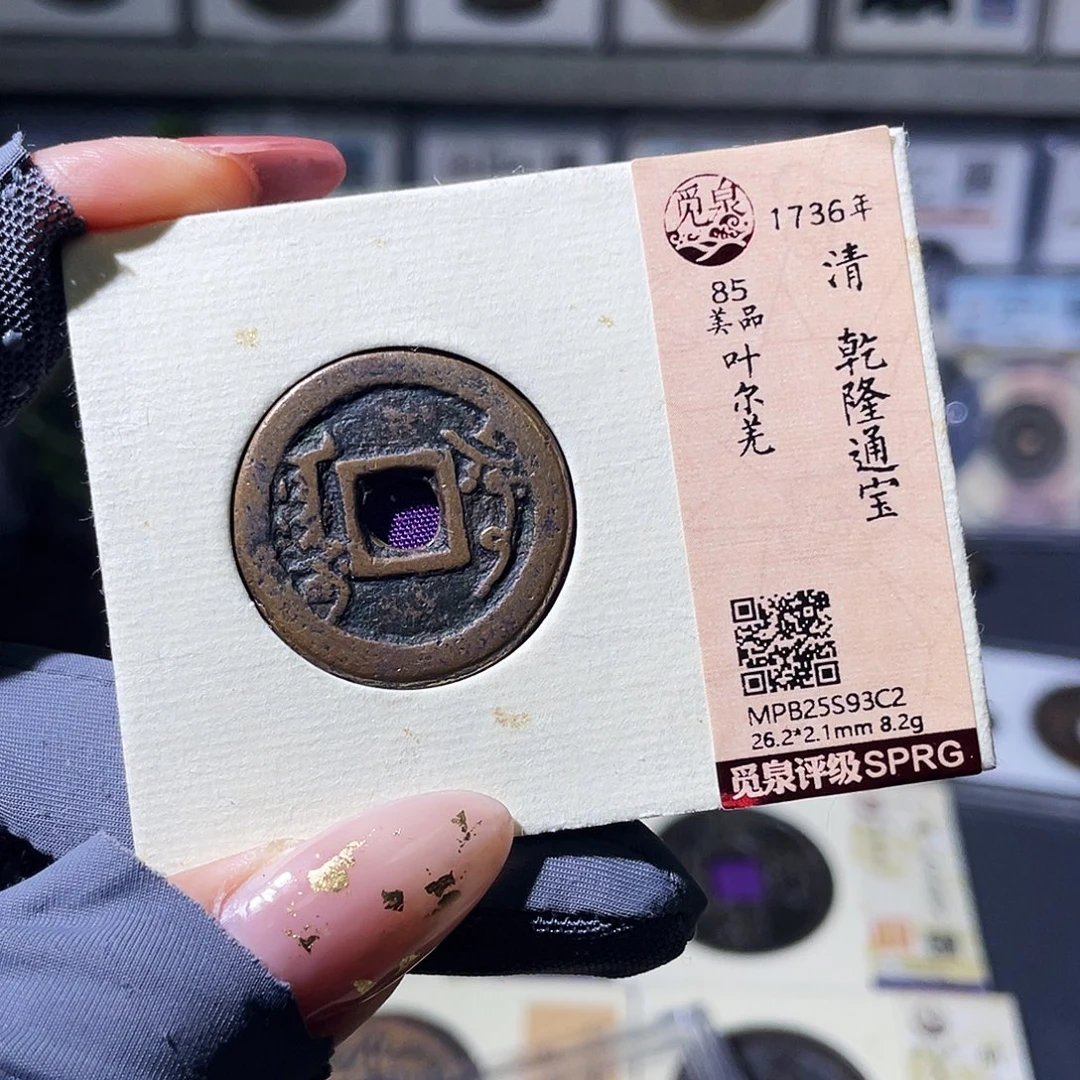 觅泉
1736年
清 乾隆通宝
85
美品
叶尔羌
MPB25S93C2
26.2*2.1mm 8.2g
觅泉评级SPRG